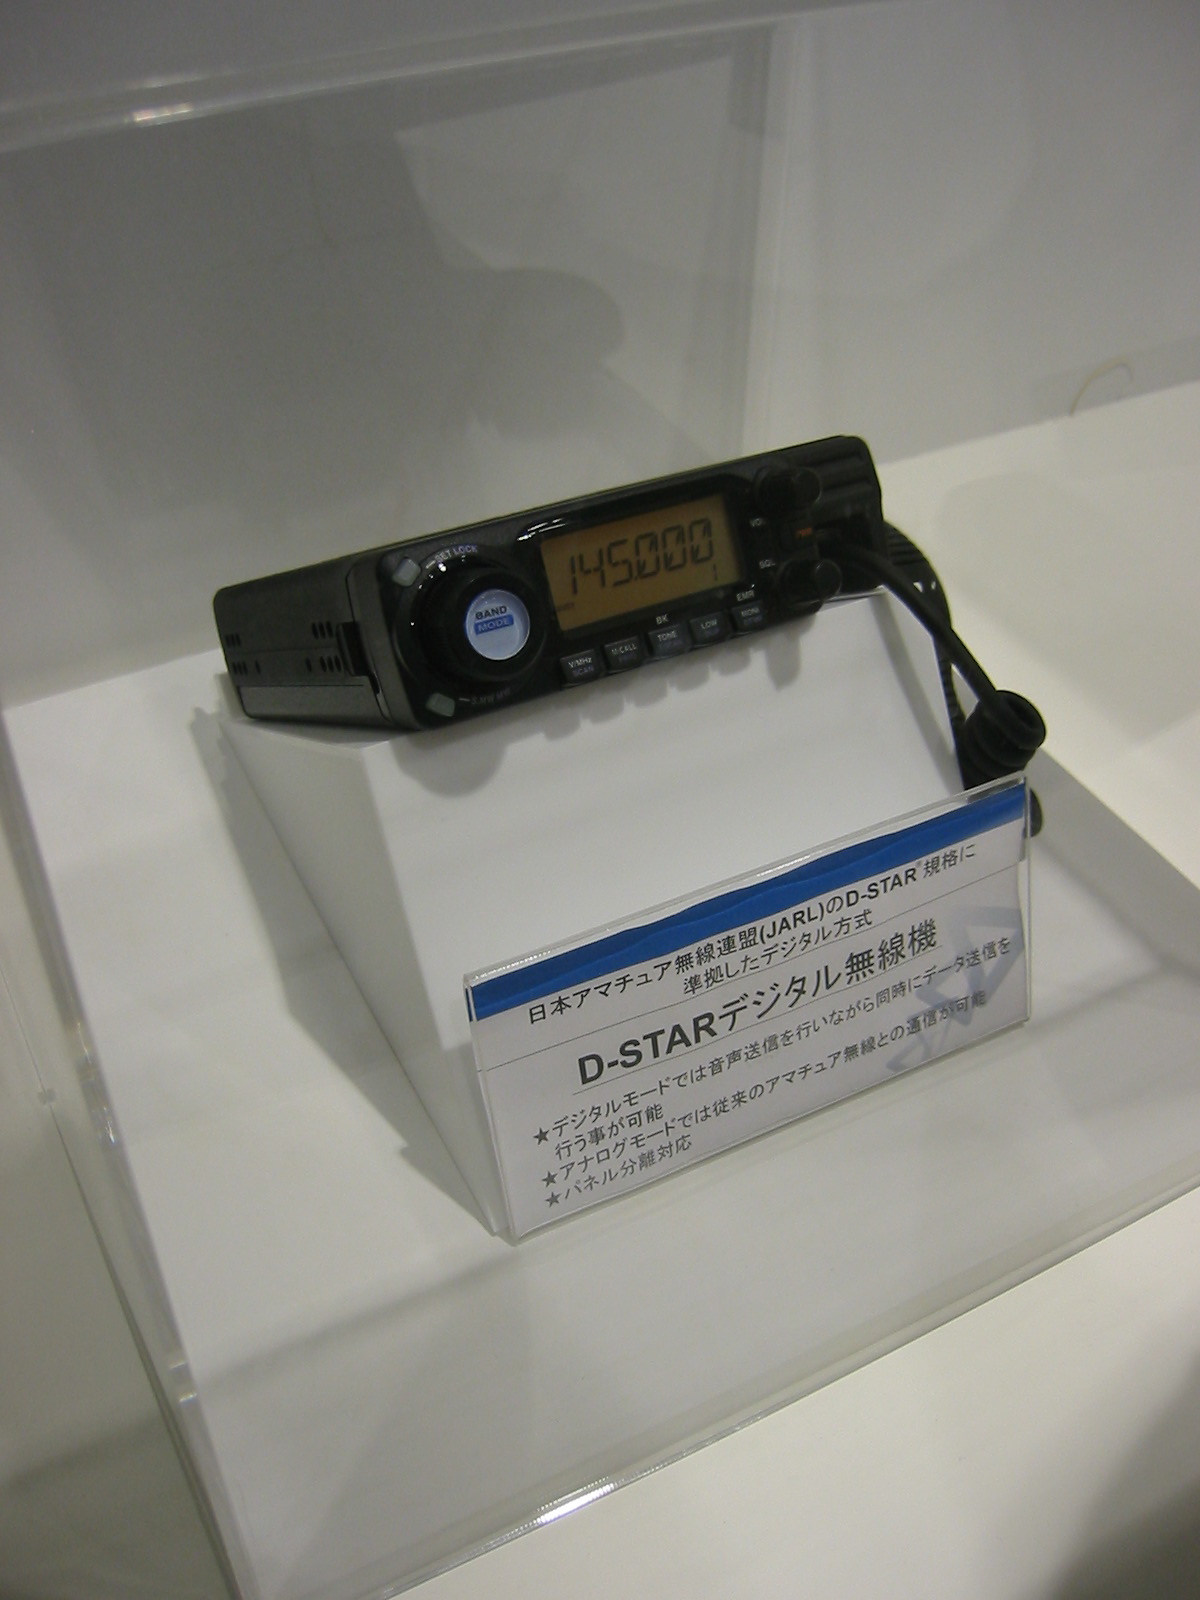 SET LOCK
BAND
MODE
145.000
VOL
SQL
BK
EMR
V/MHz
SCAN
M/CALL
TONE
LOW
MONI
S.MW MW
日本アマチュア無線連盟(JARL)のD-STAR®規格に
準拠したデジタル方式
D-STARデジタル無線機
★デジタルモードでは音声送信を行いながら同時にデータ送信を
行う事が可能
★アナログモードでは従来のアマチュア無線との通信が可能
★パネル分離対応